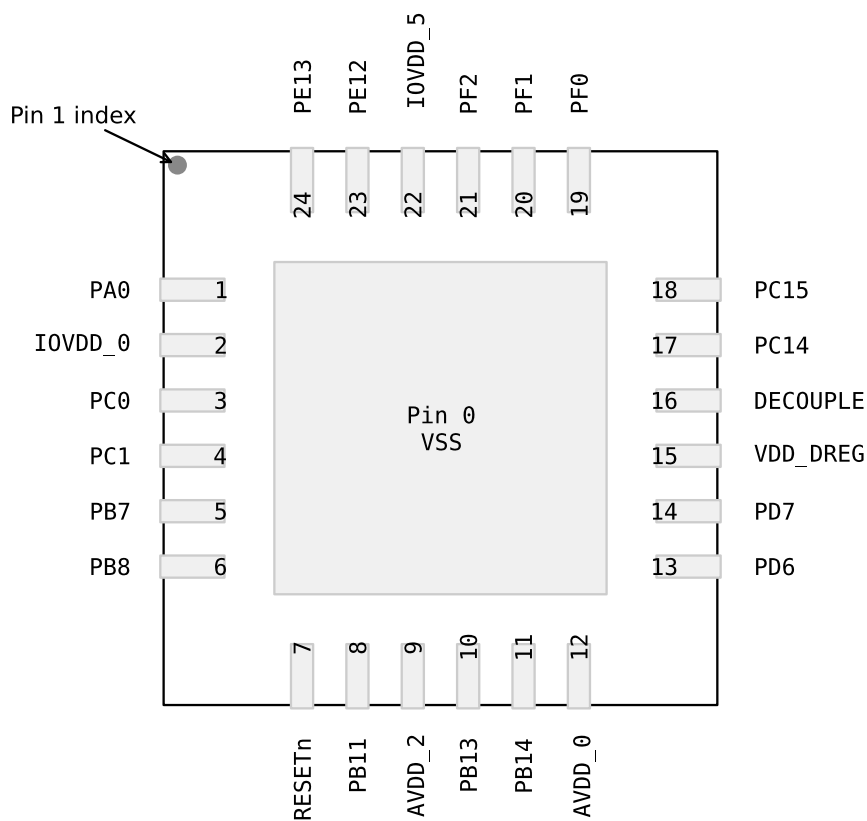 PE13
PE12
IOVDD_5
PF2
PF1
PF0
Pin 1 index
24
23
22
21
20
19
PA0 1 18 PC15
IOVDD_0 2 17 PC14
PC0 3 16 DECOUPLE
PC1 4 15 VDD_DREG
PB7 5 14 PD7
PB8 6 13 PD6
Pin 0
VSS
7
8
9
10
11
12
RESETn
PB11
AVDD_2
PB13
PB14
AVDD_0